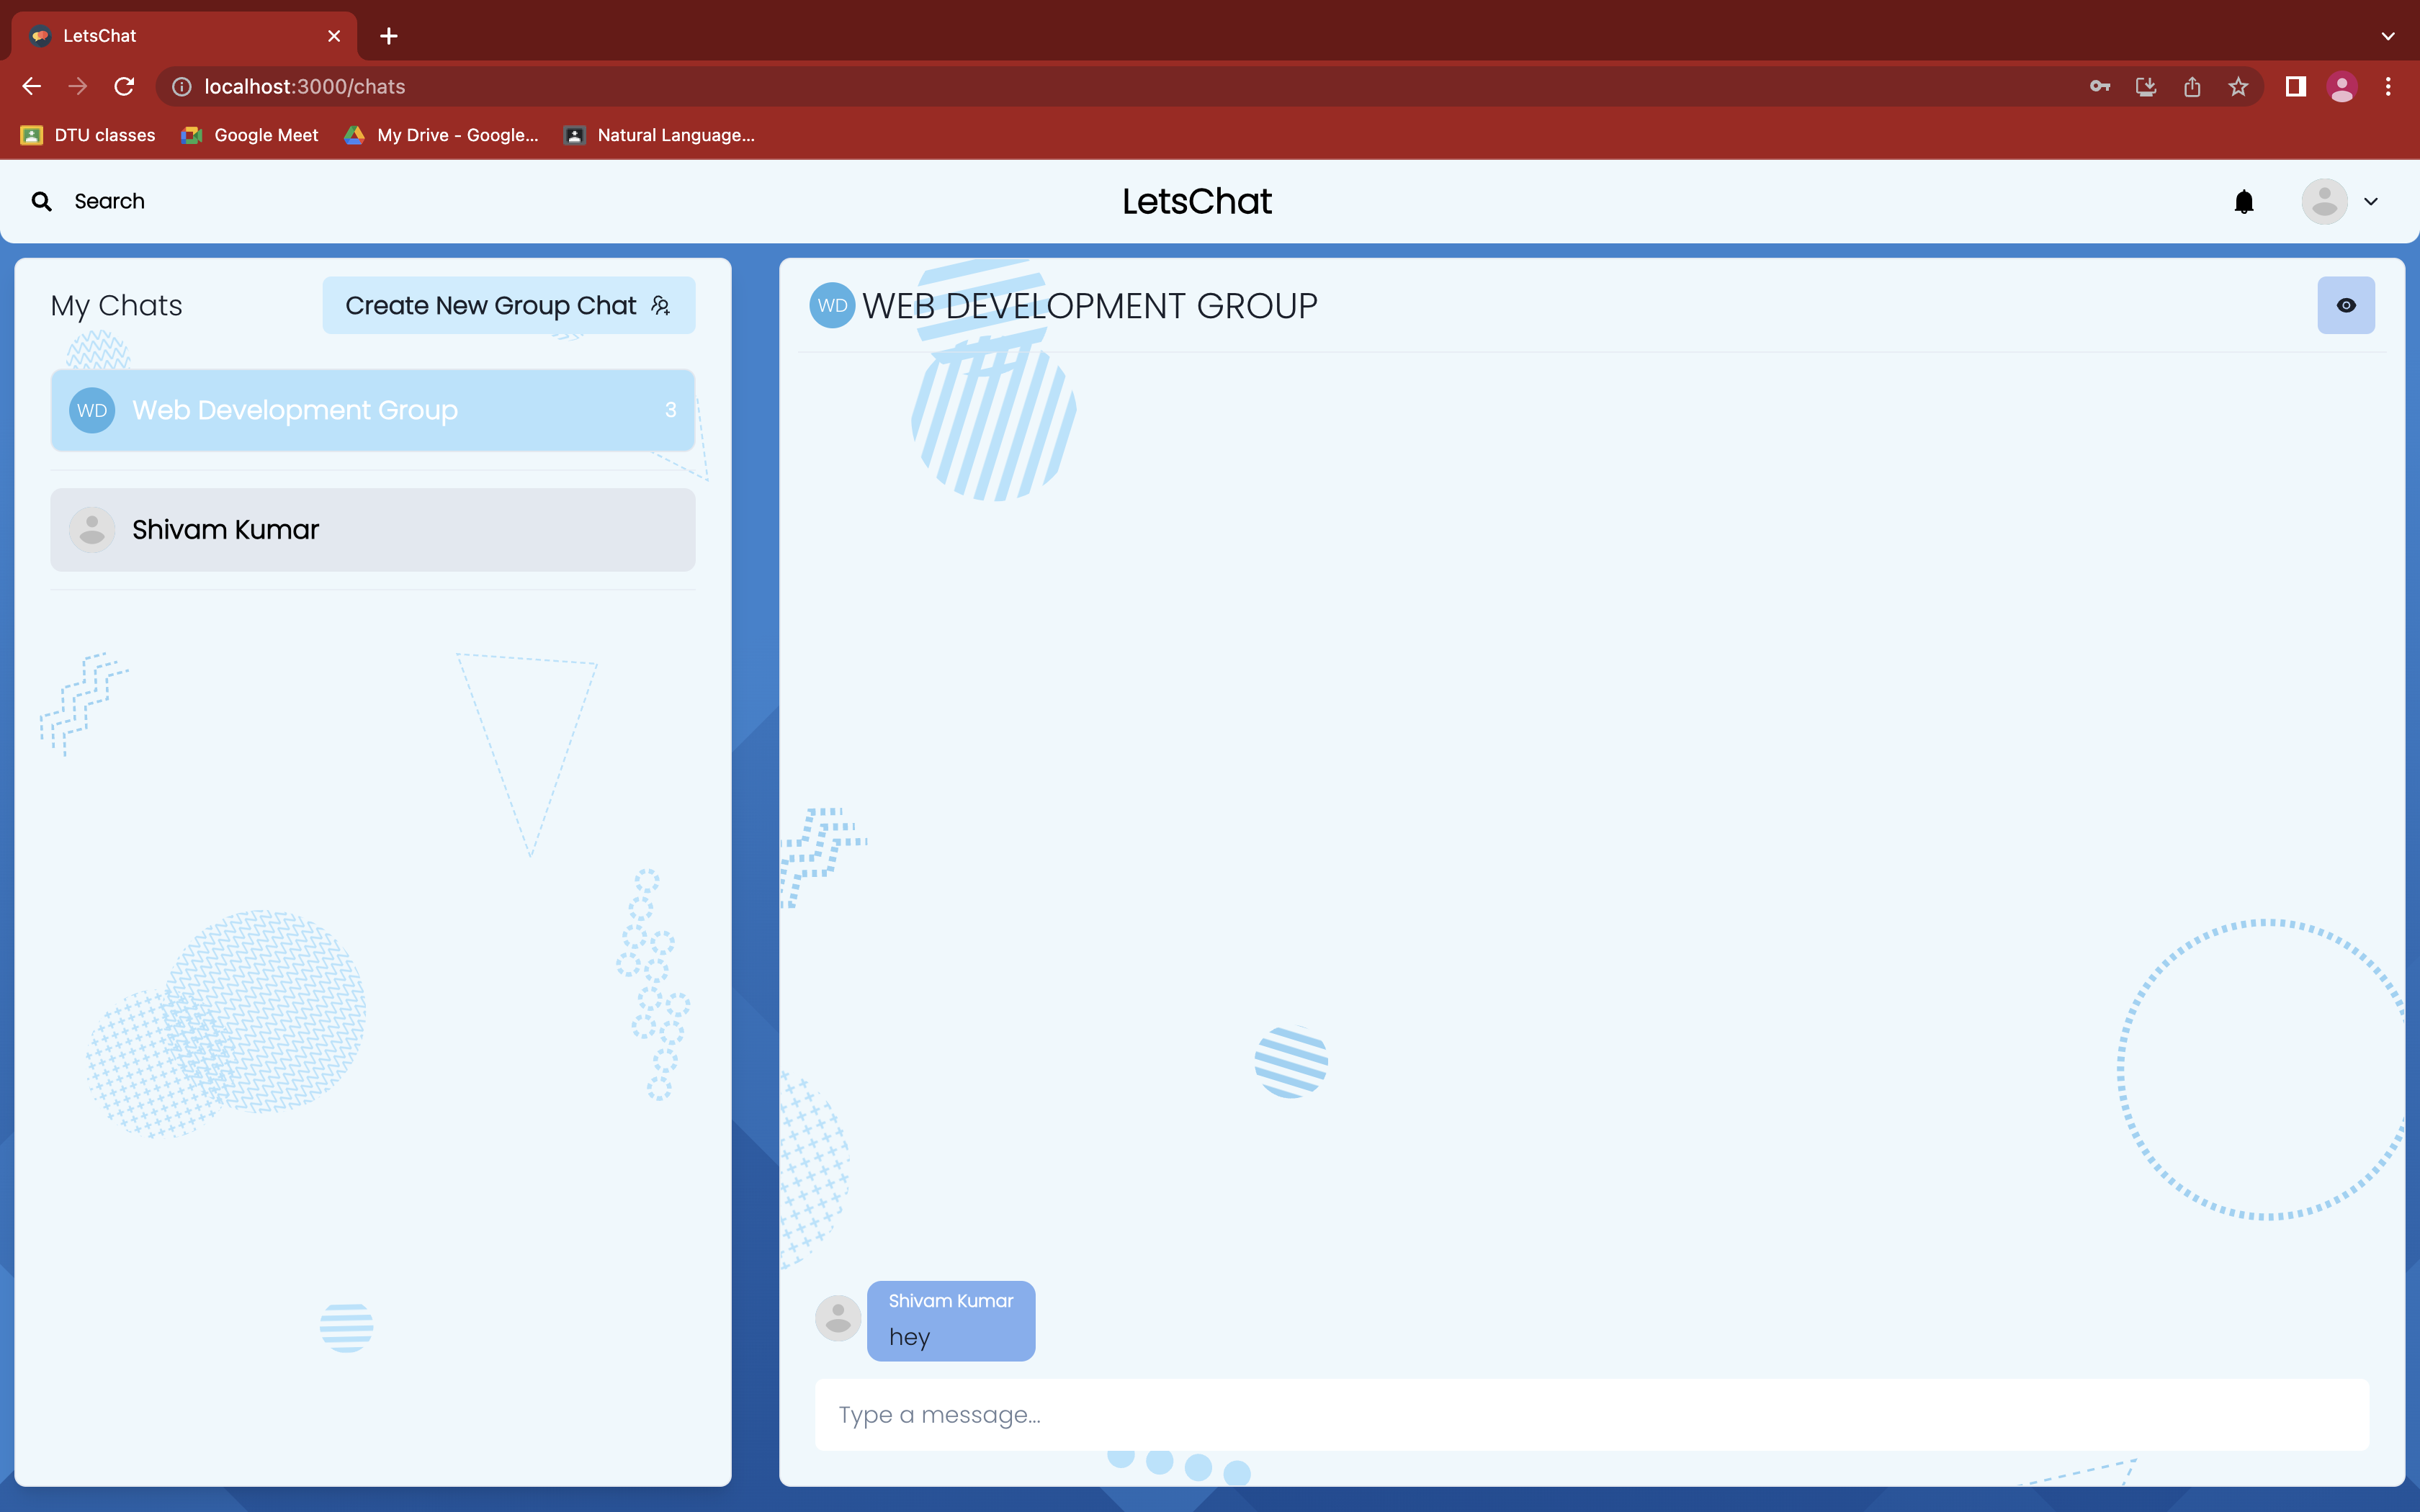 LetsChat
localhost:3000/chats
DTU classes
Google Meet
My Drive - Google...
Natural Language...
Search
LetsChat
My Chats
Create New Group Chat
WD
WEB DEVELOPMENT GROUP
WD
Web Development Group
3
Shivam Kumar
Shivam Kumar
hey
Type a message...